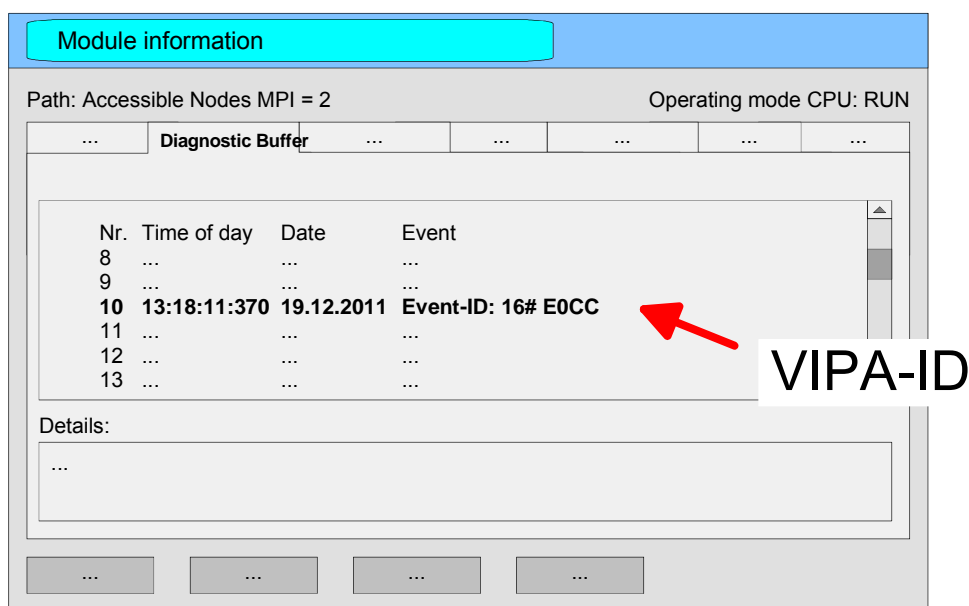 Module information
Path: Accessible Nodes MPI = 2 Operating mode CPU: RUN
... Diagnostic Buffer ... ... ... ... ...
Nr. Time of day Date Event
8 ... ... ...
9 ... ... ...
10 13:18:11:370 19.12.2011 Event-ID: 16# E0CC
11 ... ... ...
12 ... ... ...
13 ... ... ...
VIPA-ID
Details:
...
... ... ... ...